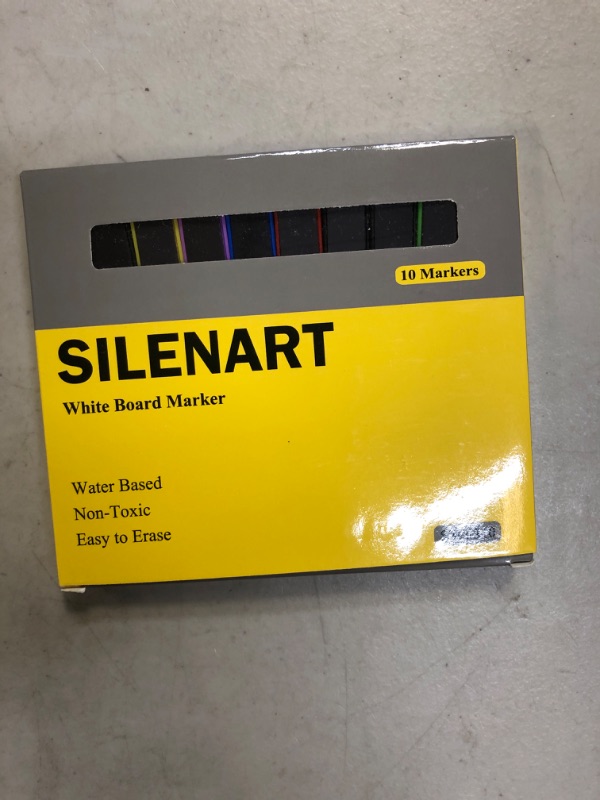 10 Markers
SILENART
White Board Marker
Water Based
Non-Toxic
Easy to Erase